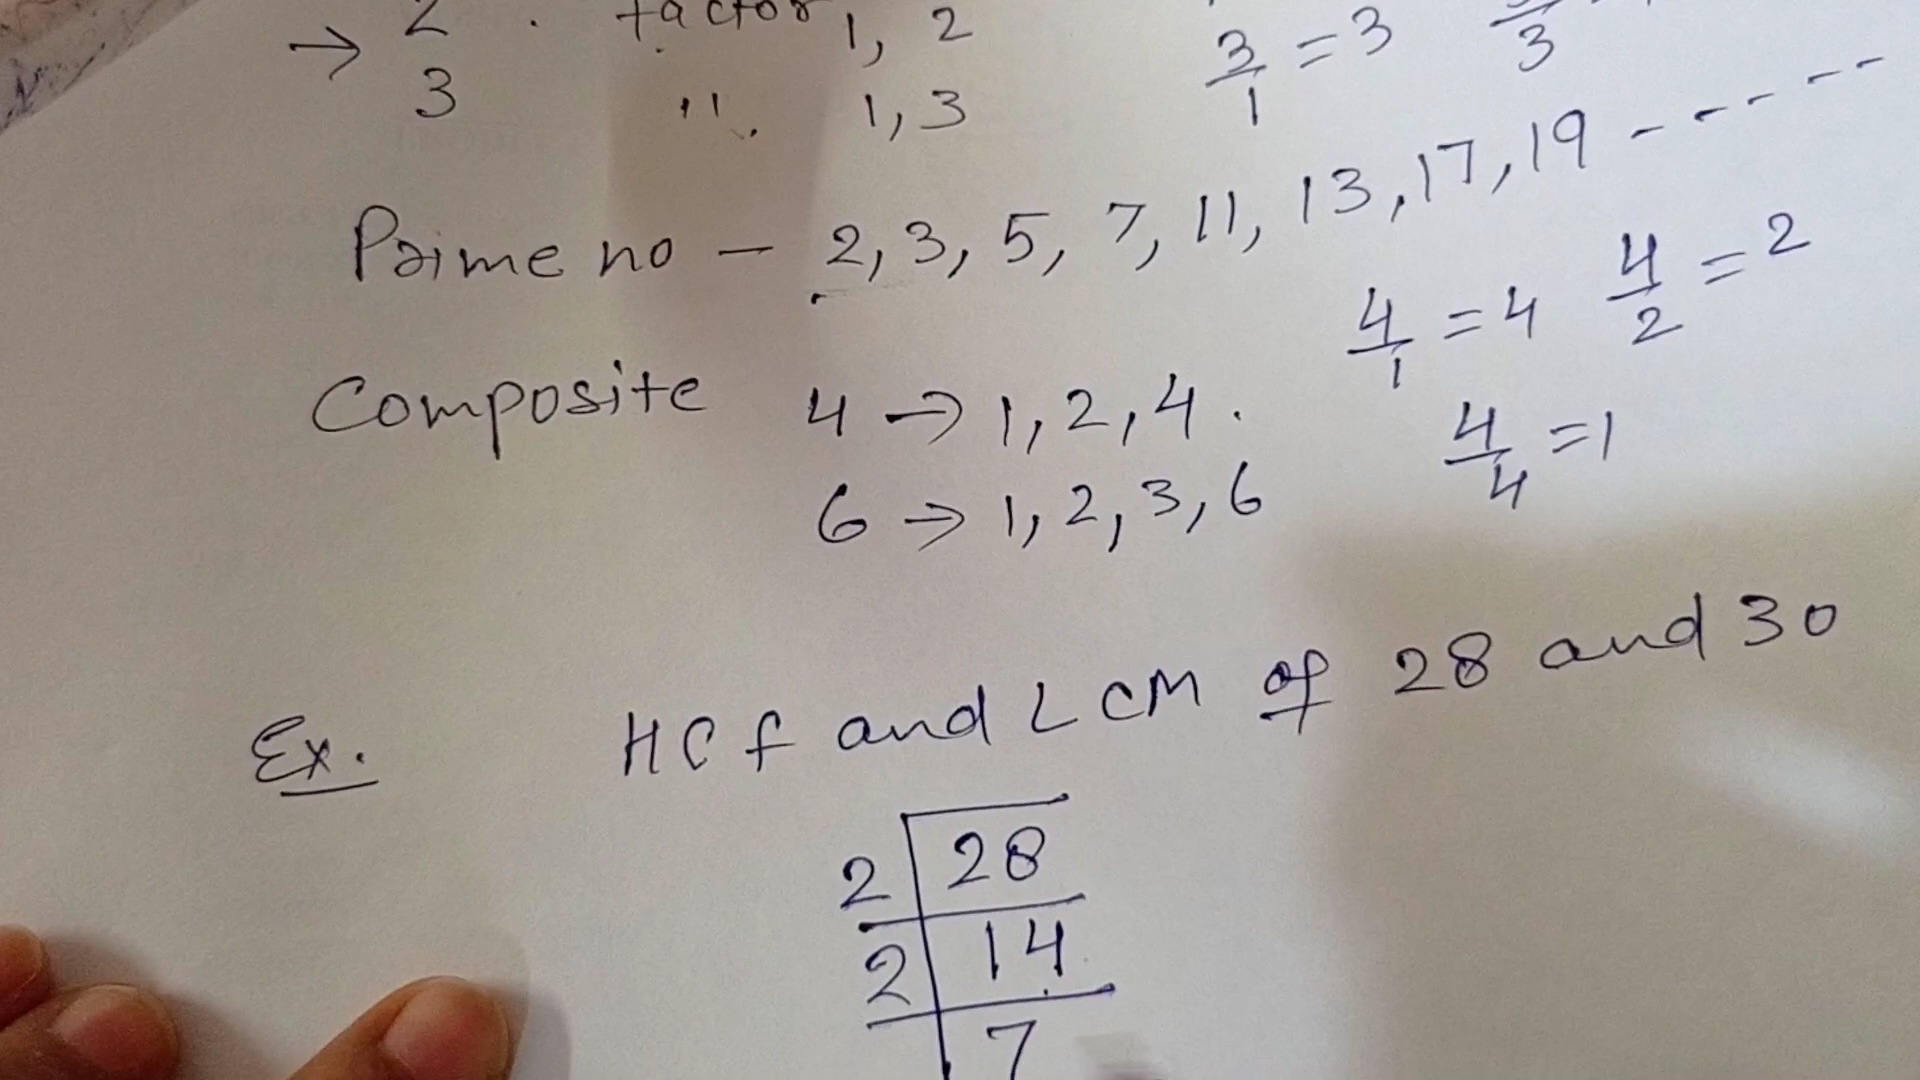 → 2 . factor 1, 2
3 " 1, 3
3/1 = 3
Prime no - 2, 3, 5, 7, 11, 13, 17, 19 - - - - -
Composite 4 → 1, 2, 4 .
4/1 = 4 4/2 = 2
4/4 = 1
6 → 1, 2, 3, 6
Ex. HCf and LCM of 28 and 30
2 28
2 14
7